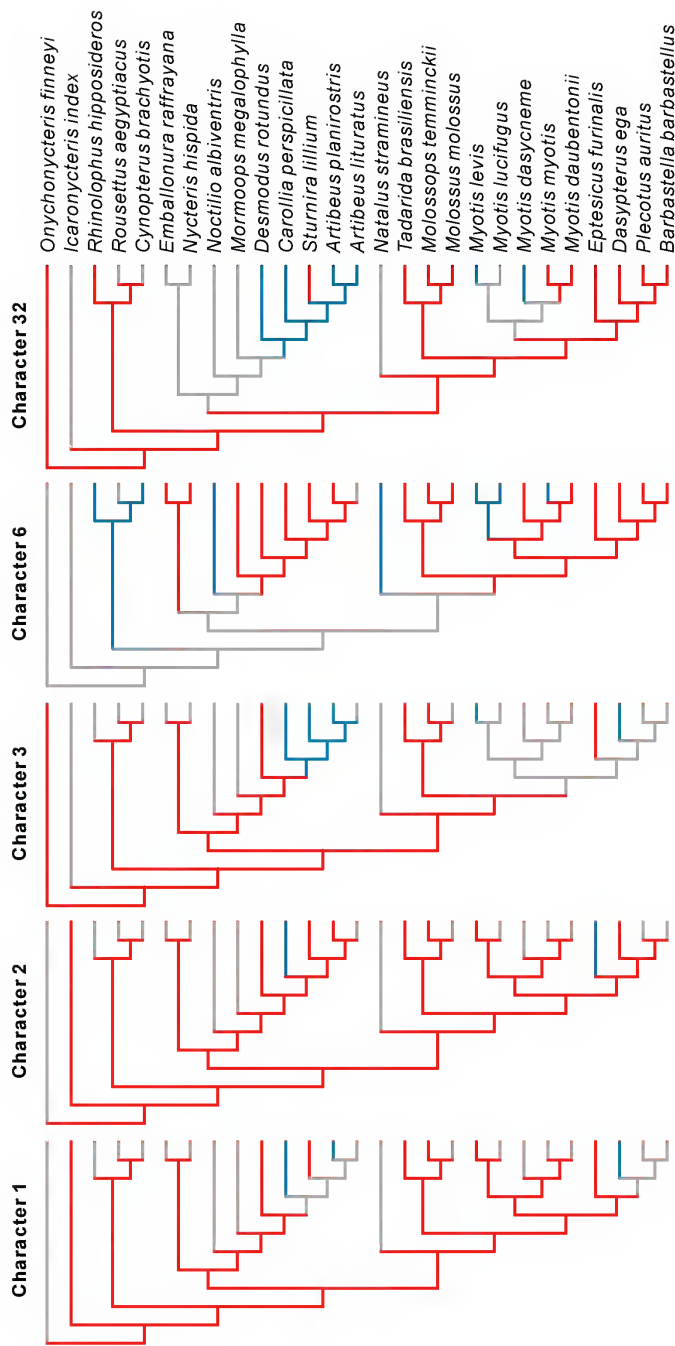 Onychonycteris finneyi
Icaronycteris index
Rhinolophus hipposideros
Rousettus aegyptiacus
Cynopterus brachyotis
Emballonura raffrayana
Nycteris hispida
Noctilio albiventris
Mormoops megalophylla
Desmodus rotundus
Carollia perspicillata
Sturnira lillium
Artibeus planirostris
Artibeus lituratus
Natalus stramineus
Tadarida brasiliensis
Molossops temminckii
Molossus molossus
Myotis levis
Myotis lucifugus
Myotis dasycneme
Myotis myotis
Myotis daubentonii
Eptesicus furinalis
Dasypterus ega
Plecotus auritus
Barbastella barbastellus
Character 32
Character 6
Character 3
Character 2
Character 1